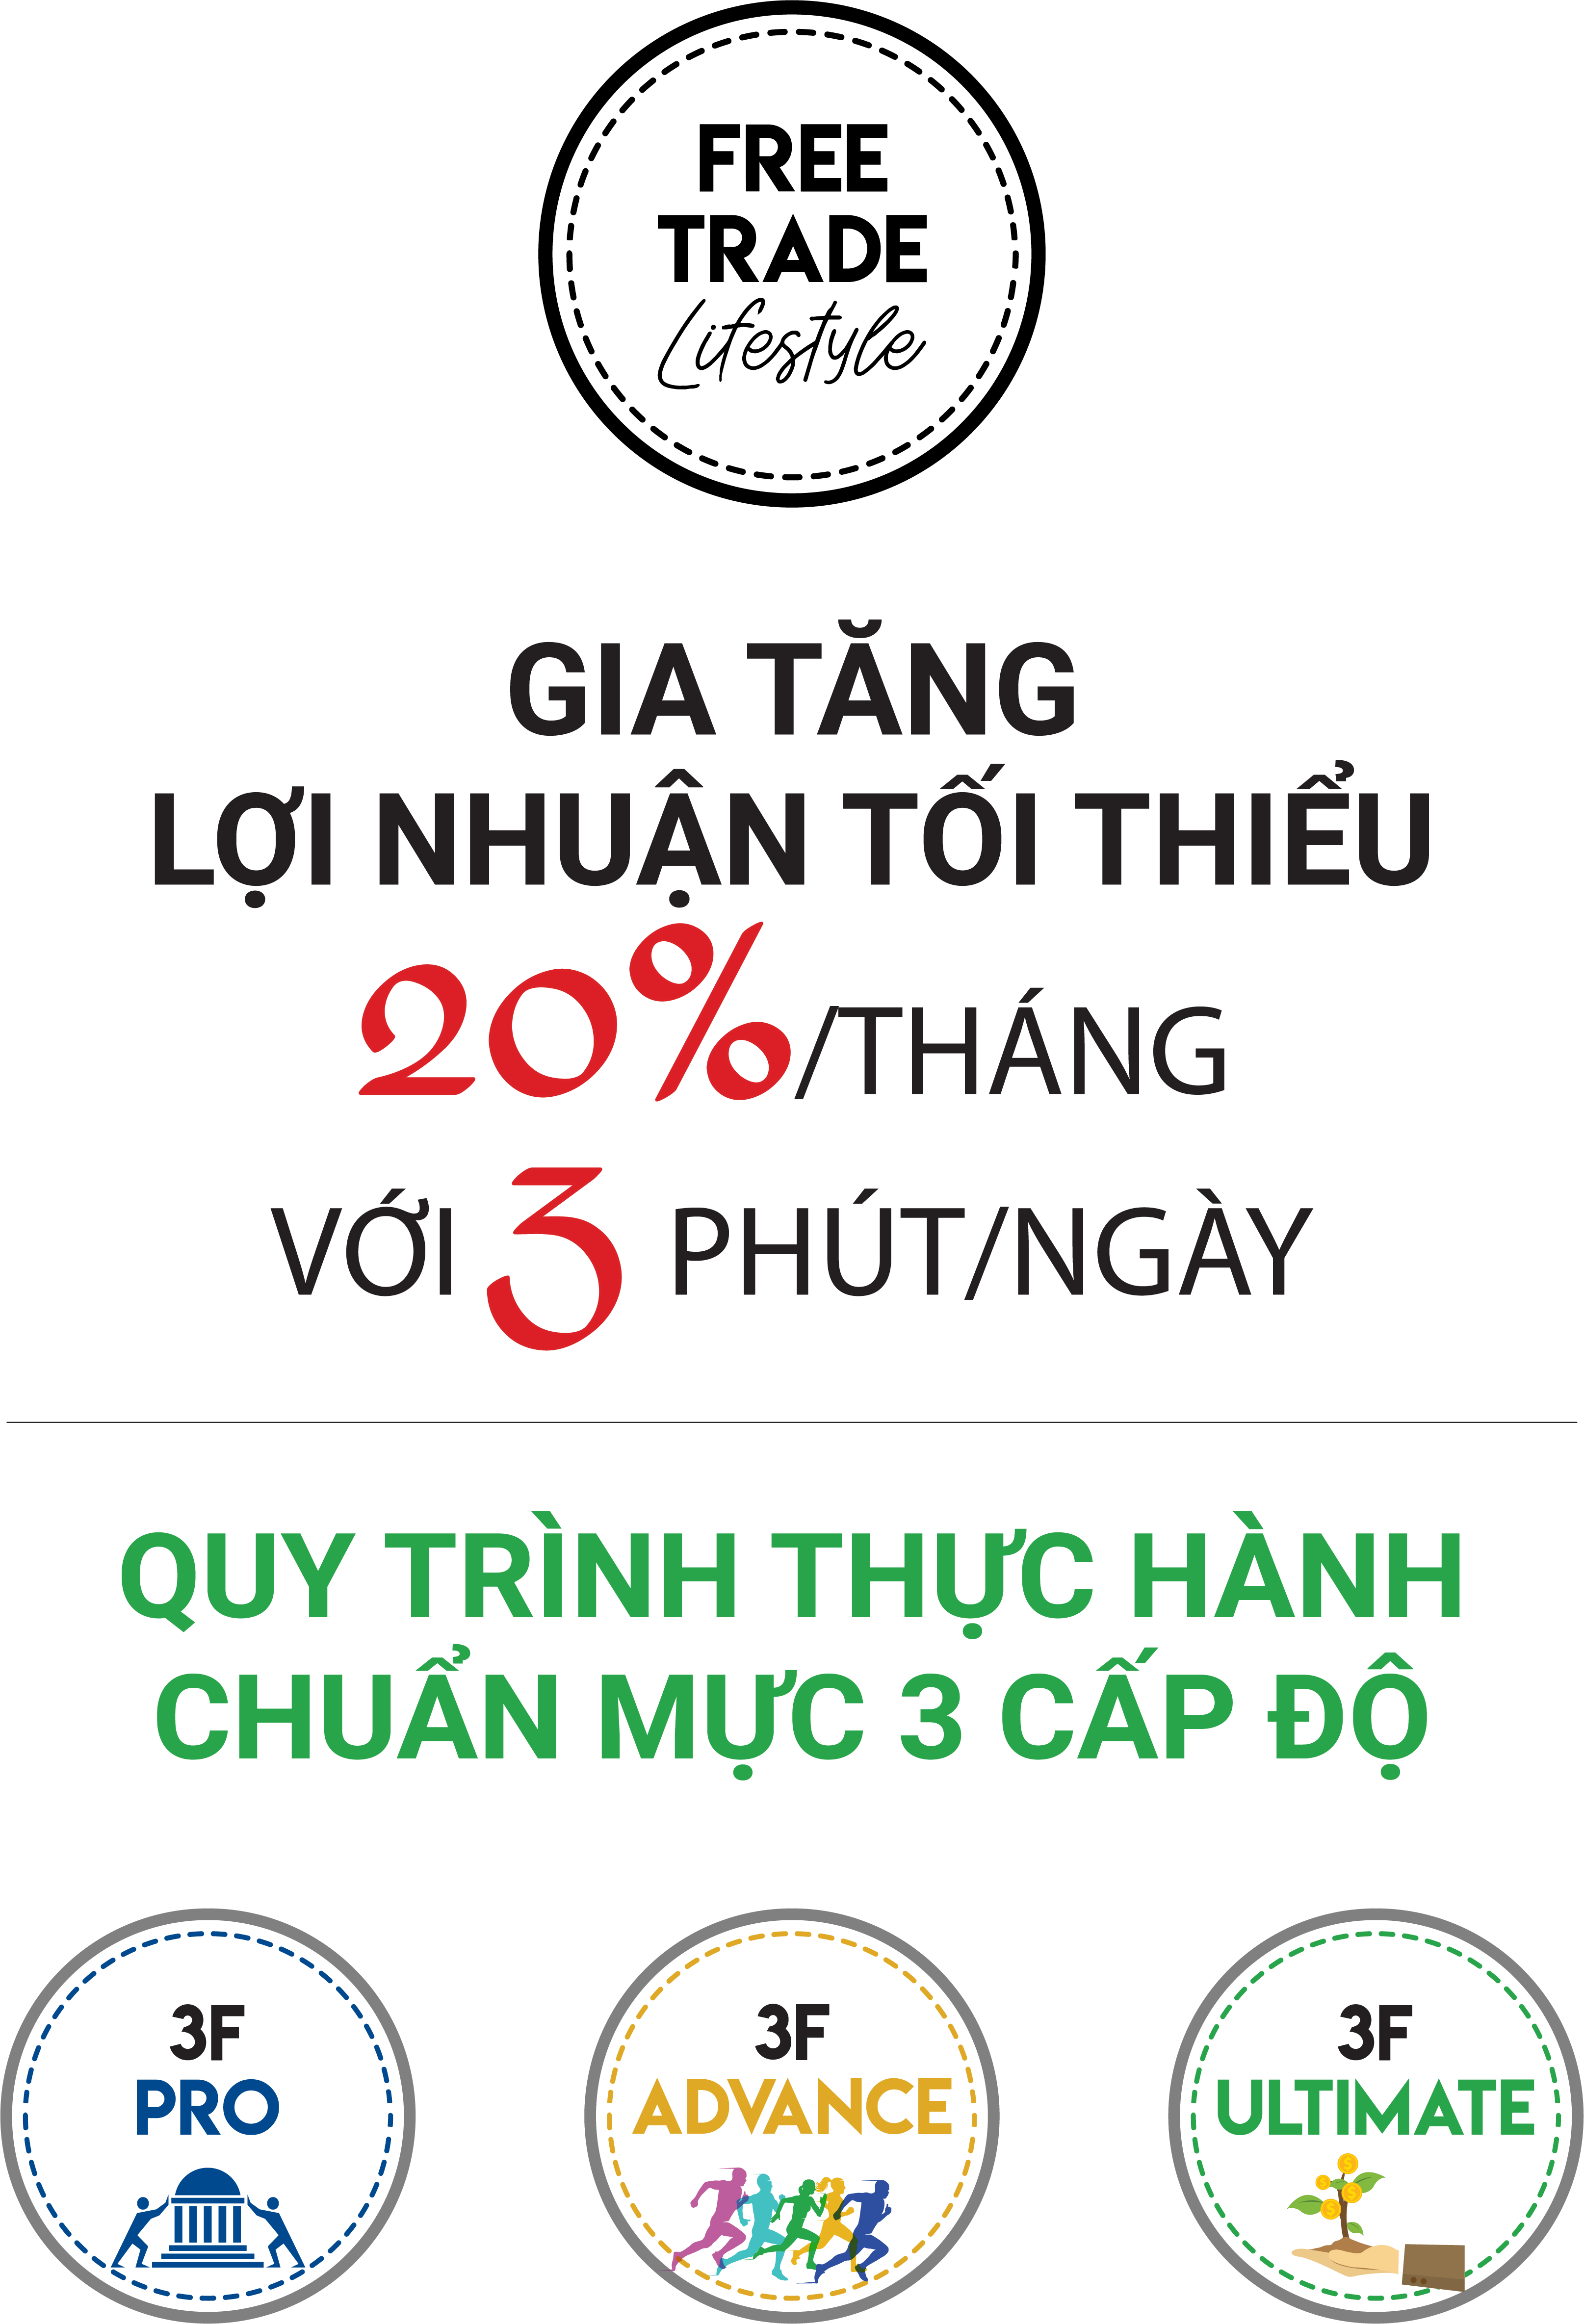 FREE
TRADE
Lifestyle
GIA TĂNG
LỢI NHUẬN TỐI THIỂU
20%/THÁNG
VỚI 3 PHÚT/NGÀY
QUY TRÌNH THỰC HÀNH
CHUẨN MỰC 3 CẤP ĐỘ
3F
PRO
3F
ADVANCE
3F
ULTIMATE